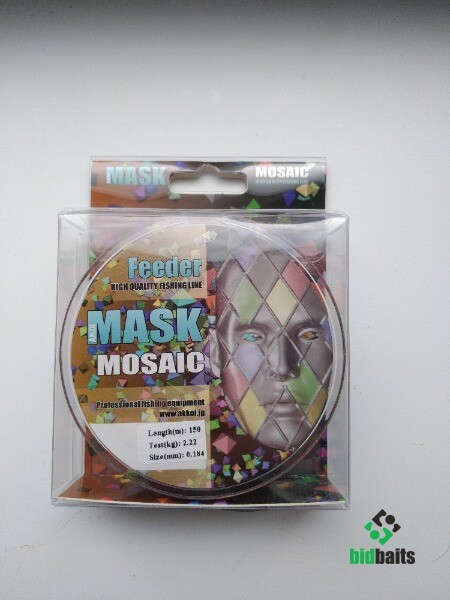 MASK
MOSAIC
Feeder
HIGH QUALITY FISHING LINE
AKKOI
MASK
MOSAIC
Professional fishing equipment
www.akkoi.jp
Length(m): 150
Test(kg): 2.22
Size(mm): 0.184
bidbaits